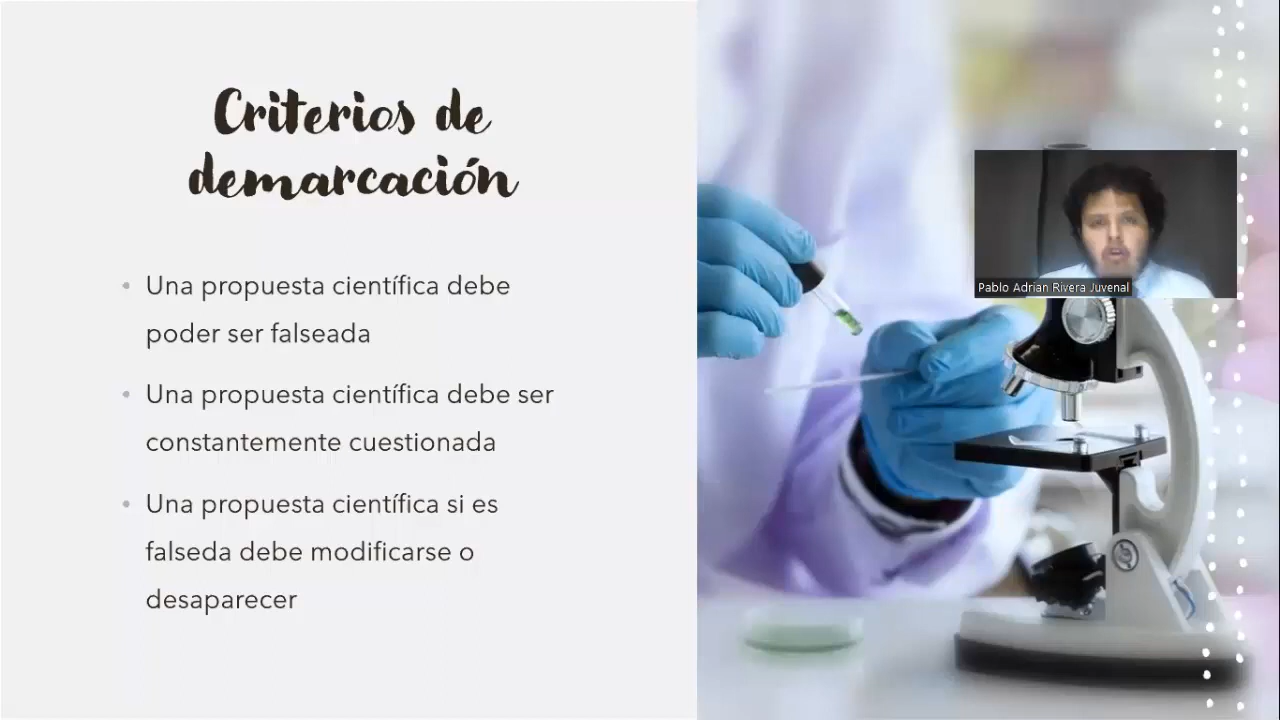 Criterios de
demarcación
Una propuesta científica debe
poder ser falseada
Una propuesta científica debe ser
constantemente cuestionada
Una propuesta científica si es
falseda debe modificarse o
desaparecer
Pablo Adrian Rivera Juvenal